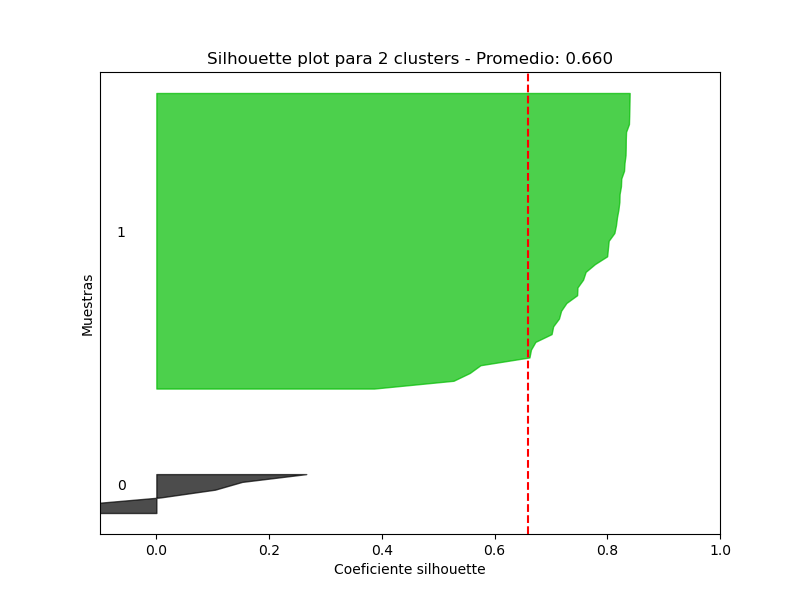 Silhouette plot para 2 clusters - Promedio: 0.660
Muestras
1
0
0.0 0.2 0.4 0.6 0.8 1.0
Coeficiente silhouette